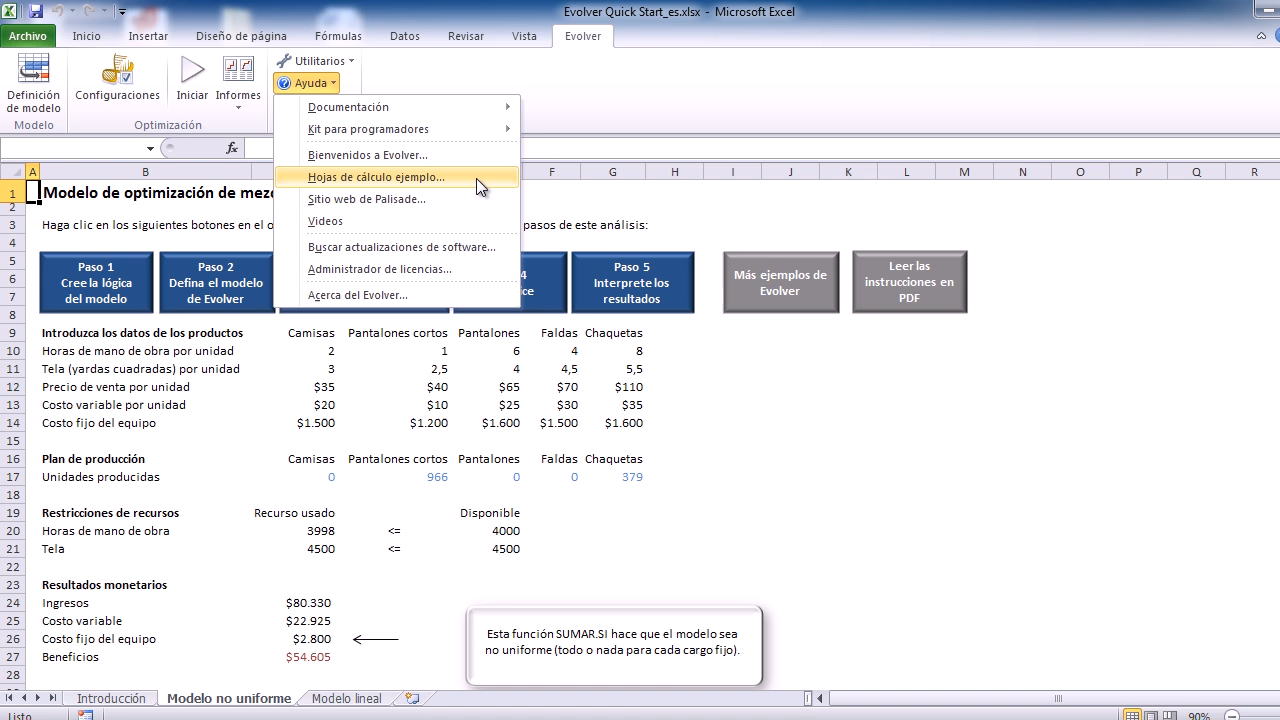 Evolver Quick Start_es.xlsx - Microsoft Excel
Archivo Inicio Insertar Diseño de página Fórmulas Datos Revisar Vista Evolver
Definición de modelo Configuraciones Iniciar Informes Utilitarios
Ayuda
Modelo Optimización
Documentación
Kit para programadores
Bienvenidos a Evolver...
Hojas de cálculo ejemplo...
Sitio web de Palisade...
Videos
Buscar actualizaciones de software...
Administrador de licencias...
Acerca del Evolver...
fx
A B F G H I J K L M N O P Q R
1 Modelo de optimización de
2
3 Haga clic en los siguientes botones en el pasos de este análisis:
4
5 Paso 1 Paso 2 4 Paso 5 Más ejemplos de Leer las
6 Cree la lógica Defina el modelo Interprete los Evolver instrucciones en
7 del modelo de Evolver resultados PDF
8
9 Introduzca los datos de los productos Camisas Pantalones cortos Pantalones Faldas Chaquetas
10 Horas de mano de obra por unidad 2 1 6 4 8
11 Tela (yardas cuadradas) por unidad 3 2,5 4 4,5 5,5
12 Precio de venta por unidad $35 $40 $65 $70 $110
13 Costo variable por unidad $20 $10 $25 $30 $35
14 Costo fijo del equipo $1.500 $1.200 $1.600 $1.500 $1.600
15
16 Plan de producción Camisas Pantalones cortos Pantalones Faldas Chaquetas
17 Unidades producidas 0 966 0 0 379
18
19 Restricciones de recursos Recurso usado Disponible
20 Horas de mano de obra 3998 <= 4000
21 Tela 4500 <= 4500
22
23 Resultados monetarios
24 Ingresos $80.330
25 Costo variable $22.925
26 Costo fijo del equipo $2.800
27 Beneficios $54.605
28
Esta función SUMAR.SI hace que el modelo sea
no uniforme (todo o nada para cada cargo fijo).
Introducción Modelo no uniforme Modelo lineal
Listo 90%